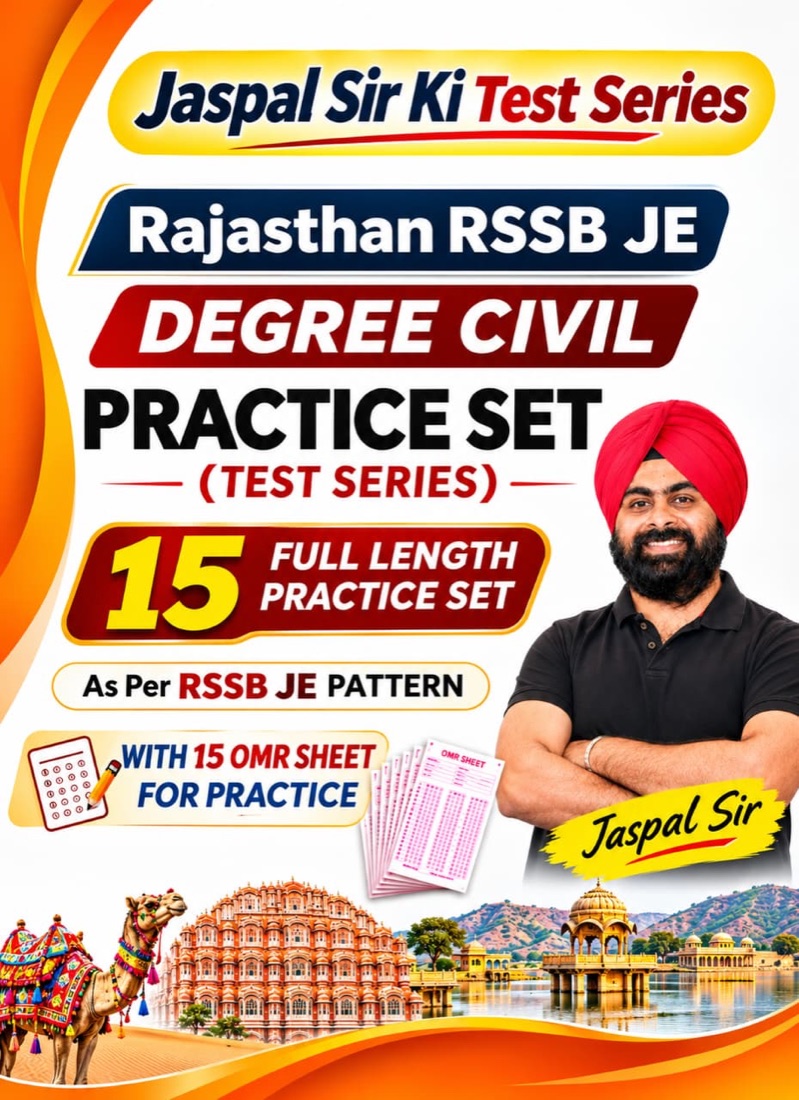 Jaspal Sir Ki Test Series
Rajasthan RSSB JE
DEGREE CIVIL
PRACTICE SET
(TEST SERIES)
15 FULL LENGTH
PRACTICE SET
As Per RSSB JE PATTERN
WITH 15 OMR SHEET
FOR PRACTICE
OMR SHEET
Jaspal Sir